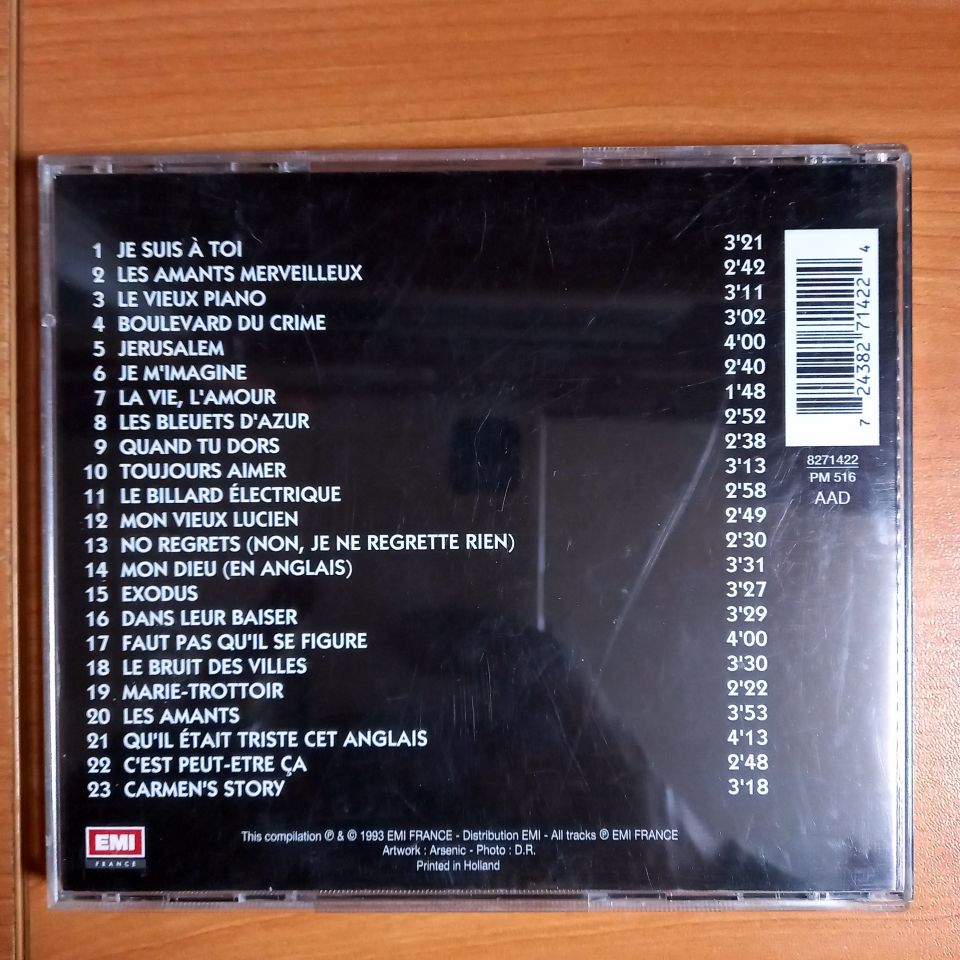 1 JE SUIS À TOI 3'21
2 LES AMANTS MERVEILLEUX 2'42
3 LE VIEUX PIANO 3'11
4 BOULEVARD DU CRIME 3'02
5 JERUSALEM 4'00
6 JE M'IMAGINE 2'40
7 LA VIE, L'AMOUR 1'48
8 LES BLEUETS D'AZUR 2'52
9 QUAND TU DORS 2'38
10 TOUJOURS AIMER 3'13
11 LE BILLARD ÉLECTRIQUE 2'58
12 MON VIEUX LUCIEN 2'49
13 NO REGRETS (NON, JE NE REGRETTE RIEN) 2'30
14 MON DIEU (EN ANGLAIS) 3'31
15 EXODUS 3'27
16 DANS LEUR BAISER 3'29
17 FAUT PAS QU'IL SE FIGURE 4'00
18 LE BRUIT DES VILLES 3'30
19 MARIE-TROTTOIR 2'22
20 LES AMANTS 3'53
21 QU'IL ÉTAIT TRISTE CET ANGLAIS 4'13
22 C'EST PEUT-ETRE ÇA 2'48
23 CARMEN'S STORY 3'18
7 24382 71422 4
8271422
PM 516
AAD
EMI
FRANCE
This compilation ℗ & © 1993 EMI FRANCE - Distribution EMI - All tracks ℗ EMI FRANCE
Artwork : Arsenic - Photo : D.R.
Printed in Holland